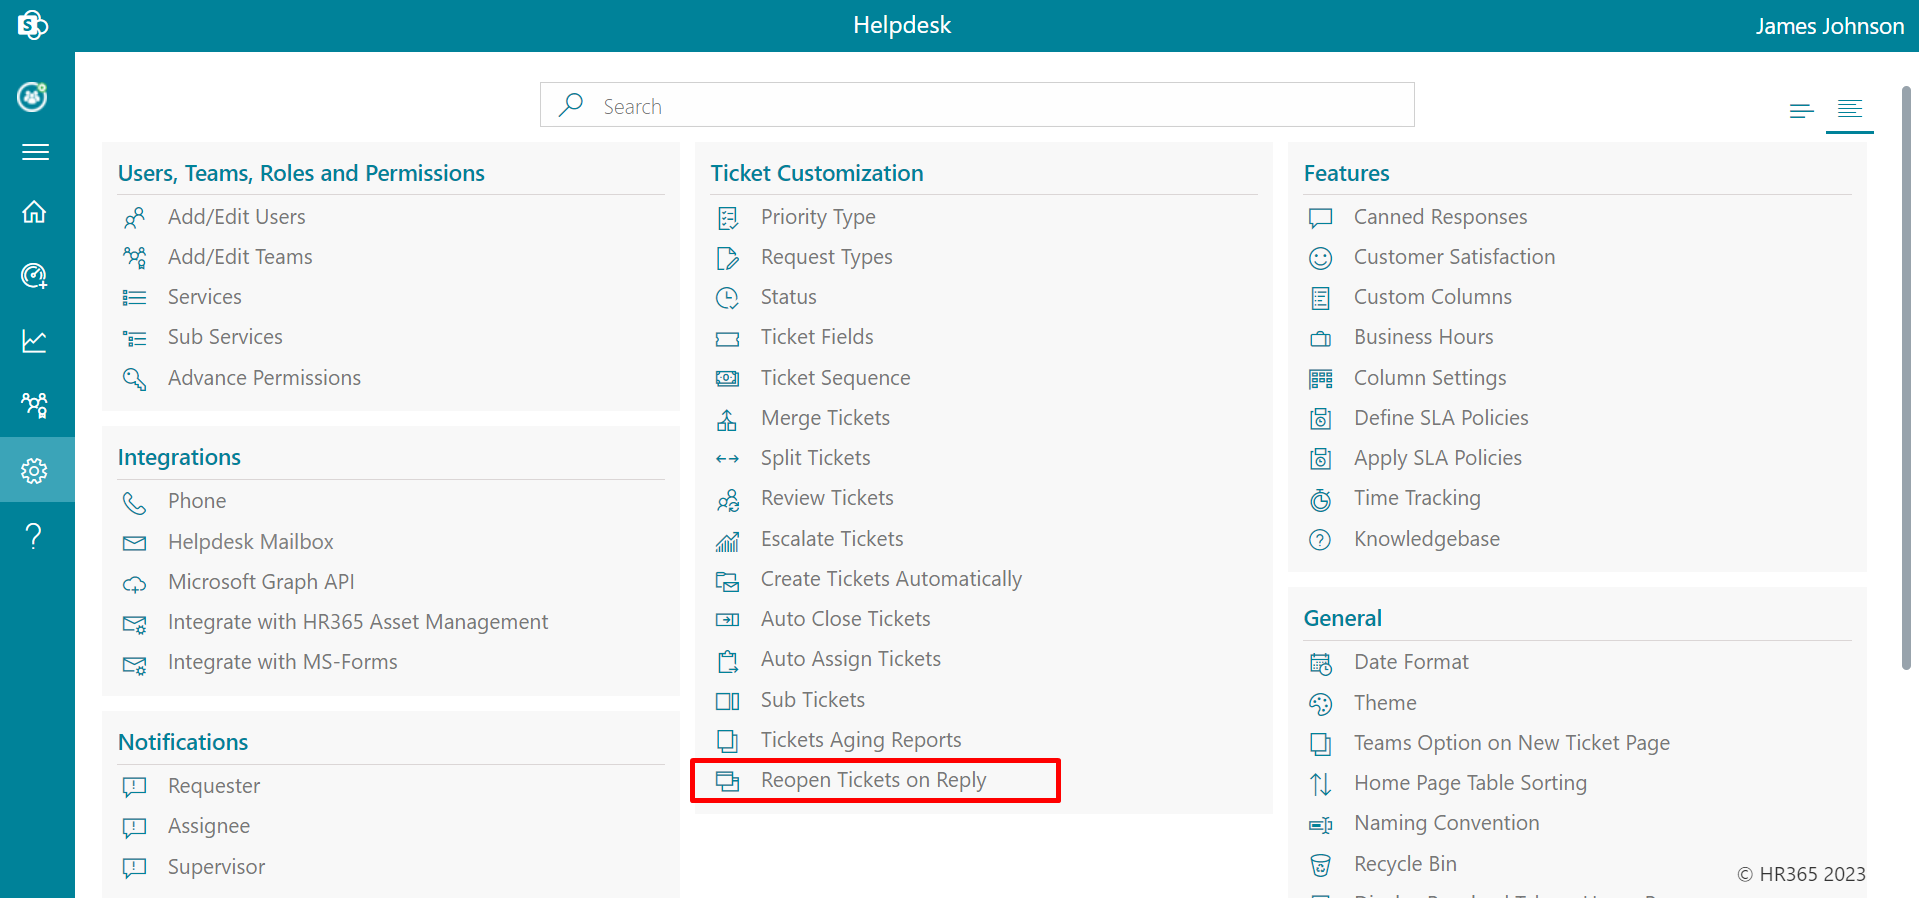 Helpdesk
James Johnson
Search
Users, Teams, Roles and Permissions
Add/Edit Users
Add/Edit Teams
Services
Sub Services
Advance Permissions
Integrations
Phone
Helpdesk Mailbox
Microsoft Graph API
Integrate with HR365 Asset Management
Integrate with MS-Forms
Notifications
Requester
Assignee
Supervisor
Ticket Customization
Priority Type
Request Types
Status
Ticket Fields
Ticket Sequence
Merge Tickets
Split Tickets
Review Tickets
Escalate Tickets
Create Tickets Automatically
Auto Close Tickets
Auto Assign Tickets
Sub Tickets
Tickets Aging Reports
Reopen Tickets on Reply
Features
Canned Responses
Customer Satisfaction
Custom Columns
Business Hours
Column Settings
Define SLA Policies
Apply SLA Policies
Time Tracking
Knowledgebase
General
Date Format
Theme
Teams Option on New Ticket Page
Home Page Table Sorting
Naming Convention
Recycle Bin
© HR365 2023